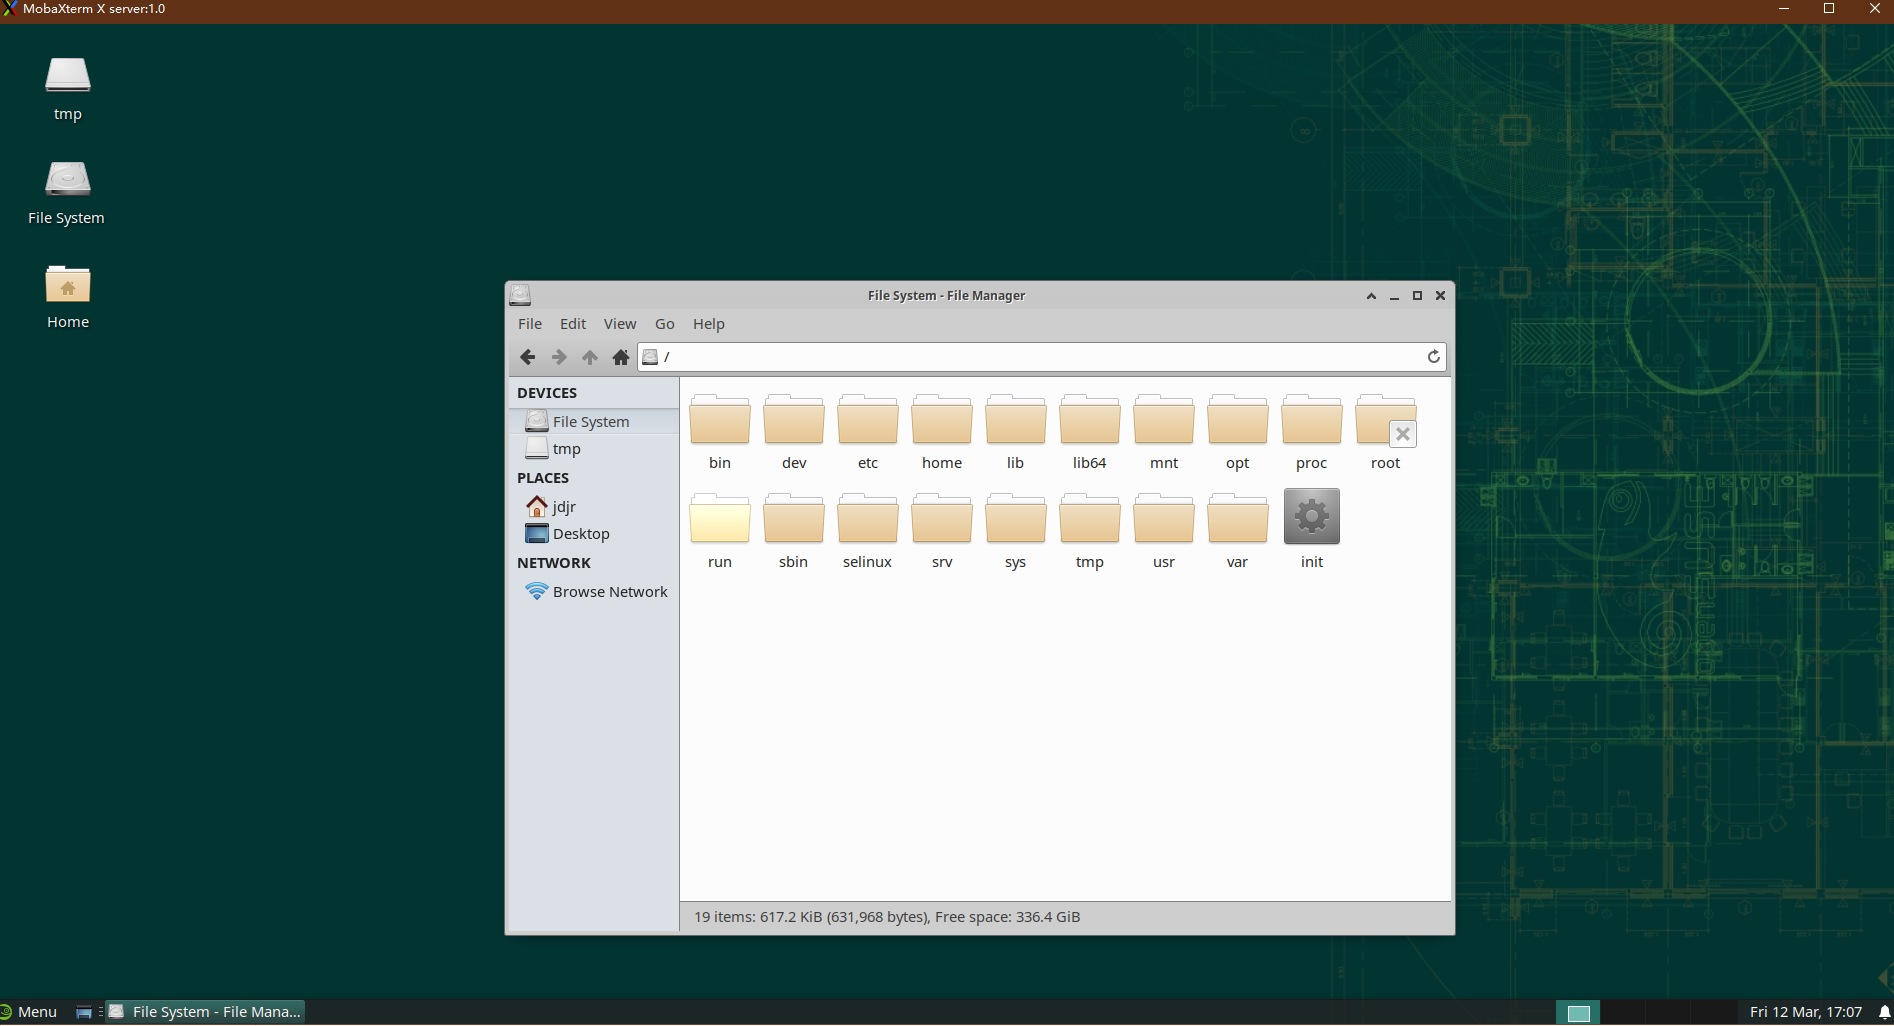 MobaXterm X server:1.0
tmp
File System
Home
File System - File Manager
File Edit View Go Help
/
DEVICES
File System
tmp
PLACES
jdjr
Desktop
NETWORK
Browse Network
bin dev etc home lib lib64 mnt opt proc root
run sbin selinux srv sys tmp usr var init
19 items: 617.2 KiB (631,968 bytes), Free space: 336.4 GiB
openSUSE
Menu
File System - File Mana...
Fri 12 Mar, 17:07